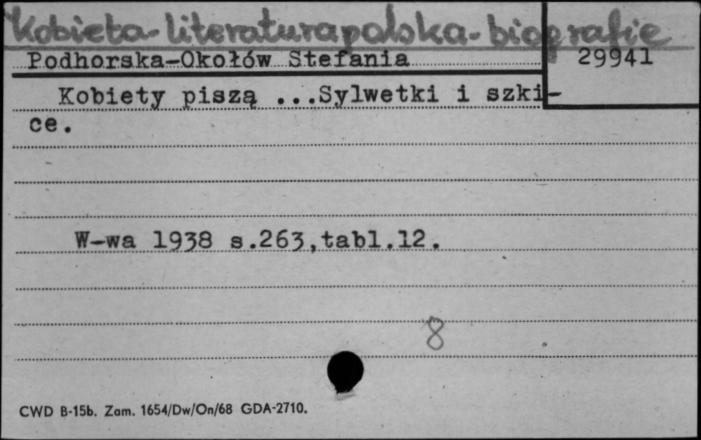 Kobieta-literatura polska-biografie
Podhorska-Okołów Stefania 29941
Kobiety piszą ...Sylwetki i szki-
ce.
W-wa 1938 s.263,tabl.12.
8
CWD B-15b. Zam. 1654/Dw/On/68 GDA-2710.